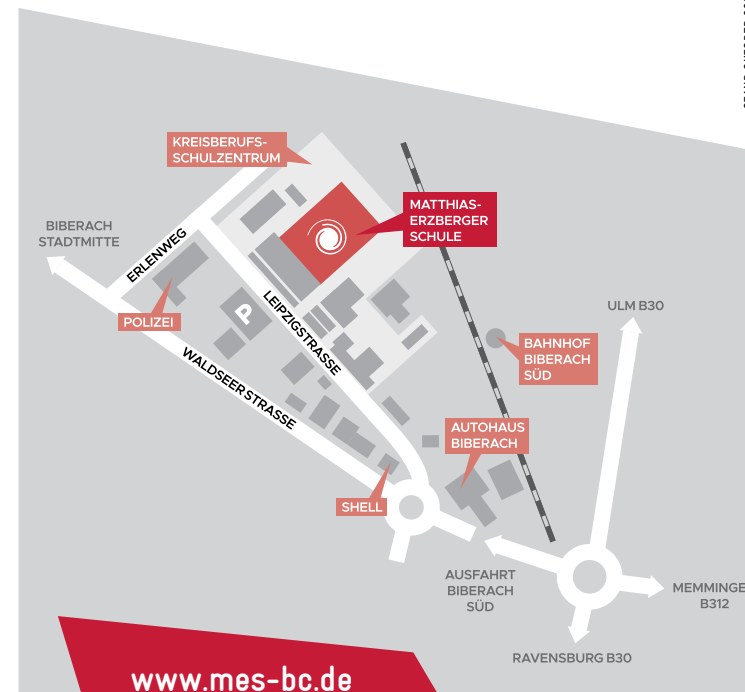 KREISBERUFS-
SCHULZENTRUM
MATTHIAS-
ERZBERGER
SCHULE
BIBERACH
STADTMITTE
ERLENWEG
POLIZEI
P
LEIPZIGSTRASSE
WALDSEER STRASSE
ULM B30
BAHNHOF
BIBERACH
SÜD
AUTOHAUS
BIBERACH
SHELL
AUSFAHRT
BIBERACH
SÜD
MEMMINGE
B312
RAVENSBURG B30
www.mes-bc.de